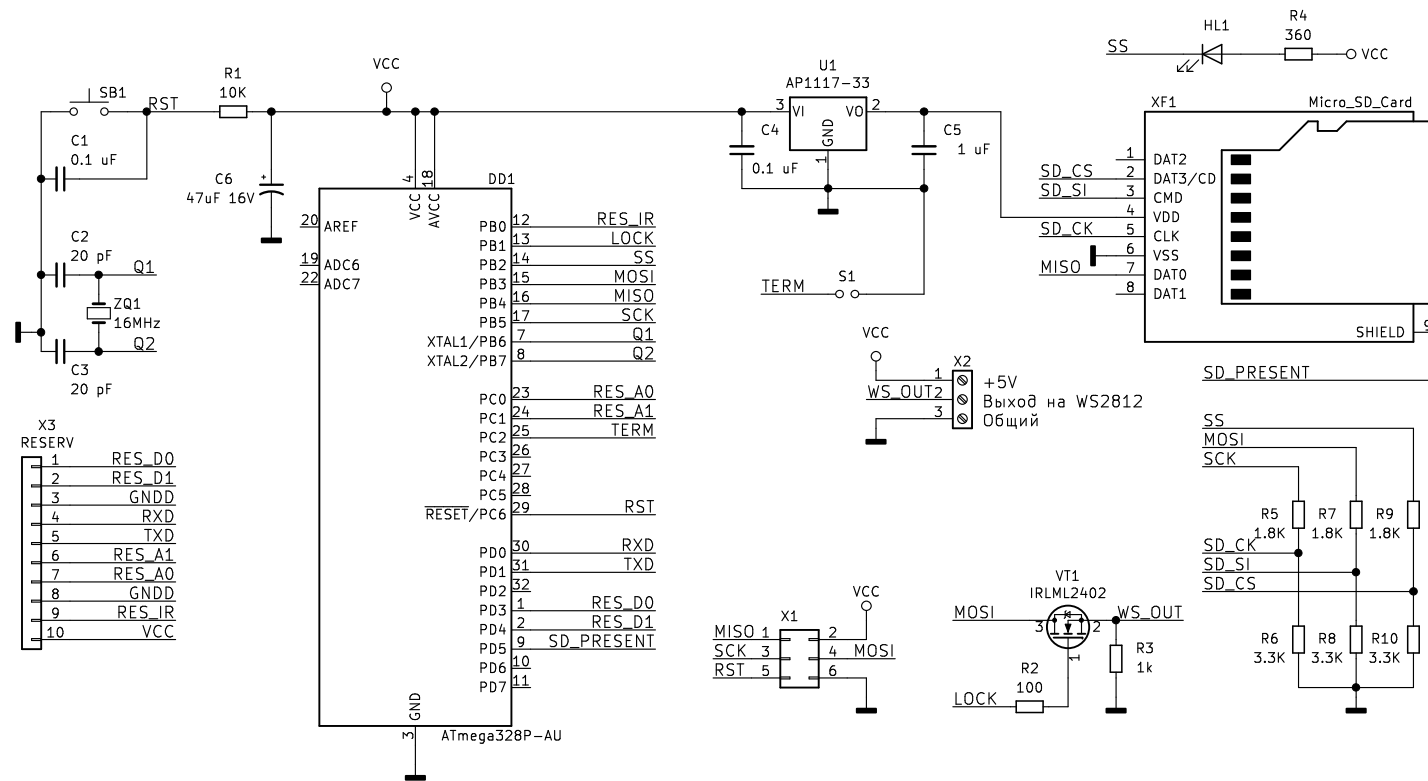 HL1
R4
360
SS
VCC
SB1
RST
R1
10K
VCC
U1
AP1117-33
3 VI
VO 2
GND
1
C4
0.1 uF
C5
1 uF
C1
0.1 uF
C6
+
47uF 16V
C2
20 pF
Q1
ZQ1
16MHz
Q2
C3
20 pF
XF1
Micro_SD_Card
1 DAT2
SD_CS 2 DAT3/CD
SD_SI 3 CMD
4 VDD
SD_CK 5 CLK
6 VSS
MISO 7 DAT0
8 DAT1
SHIELD 9
TERM
S1
DD1
4
VCC
18
AVCC
20 AREF
19 ADC6
22 ADC7
PB0 12 RES_IR
PB1 13 LOCK
PB2 14 SS
PB3 15 MOSI
PB4 16 MISO
PB5 17 SCK
XTAL1/PB6 7 Q1
XTAL2/PB7 8 Q2
PC0 23 RES_A0
PC1 24 RES_A1
PC2 25 TERM
PC3 26
PC4 27
PC5 28
RESET/PC6 29 RST
PD0 30 RXD
PD1 31 TXD
PD2 32
PD3 1 RES_D0
PD4 2 RES_D1
PD5 9 SD_PRESENT
PD6 10
PD7 11
GND
3
ATmega328P-AU
X3
RESERV
1 RES_D0
2 RES_D1
3 GNDD
4 RXD
5 TXD
6 RES_A1
7 RES_A0
8 GNDD
9 RES_IR
10 VCC
VCC
X2
1 +5V
WS_OUT 2 Выход на WS2812
3 Общий
SD_PRESENT
SS
MOSI
SCK
R5
1.8K
R7
1.8K
R9
1.8K
SD_CK
SD_SI
SD_CS
R6
3.3K
R8
3.3K
R10
3.3K
X1
VCC
MISO 1 2
SCK 3 4 MOSI
RST 5 6
VT1
IRLML2402
MOSI 3 2 WS_OUT
1
R3
1k
R2
100
LOCK